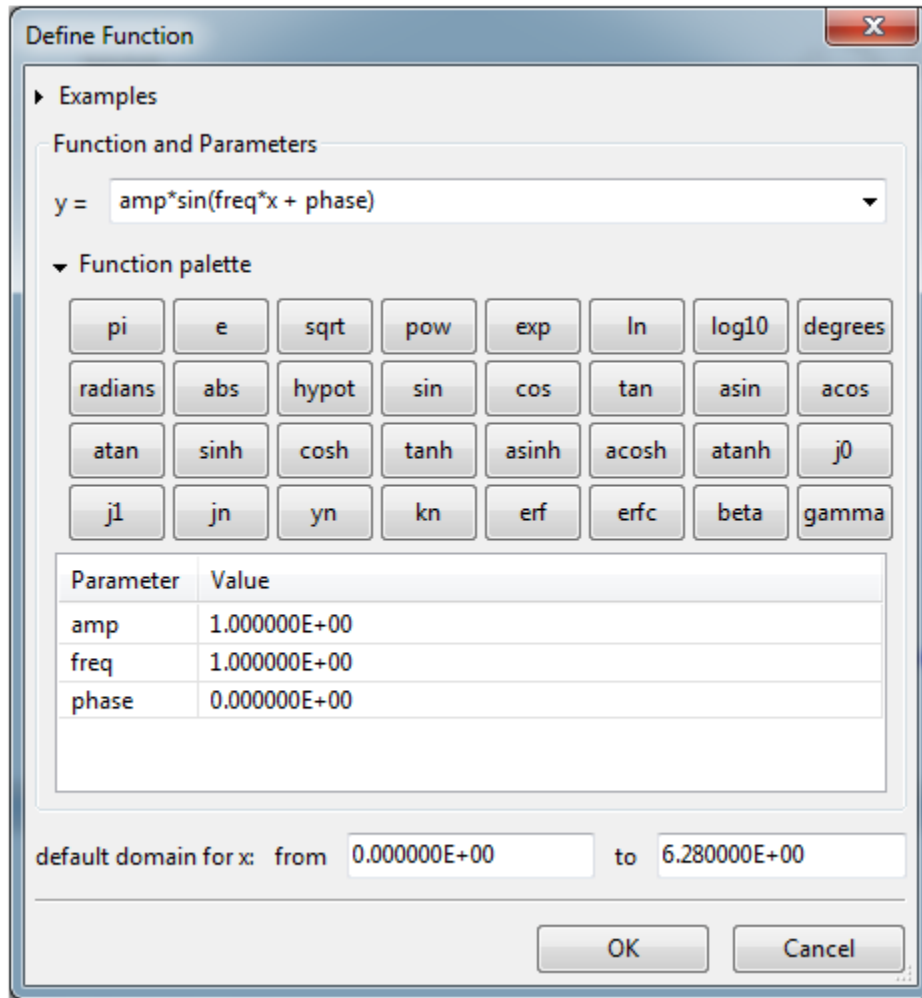 Define Function
Examples
Function and Parameters
y = amp*sin(freq*x + phase)
Function palette
pi e sqrt pow exp ln log10 degrees
radians abs hypot sin cos tan asin acos
atan sinh cosh tanh asinh acosh atanh j0
j1 jn yn kn erf erfc beta gamma
Parameter Value
amp 1.000000E+00
freq 1.000000E+00
phase 0.000000E+00
default domain for x: from 0.000000E+00 to 6.280000E+00
OK Cancel